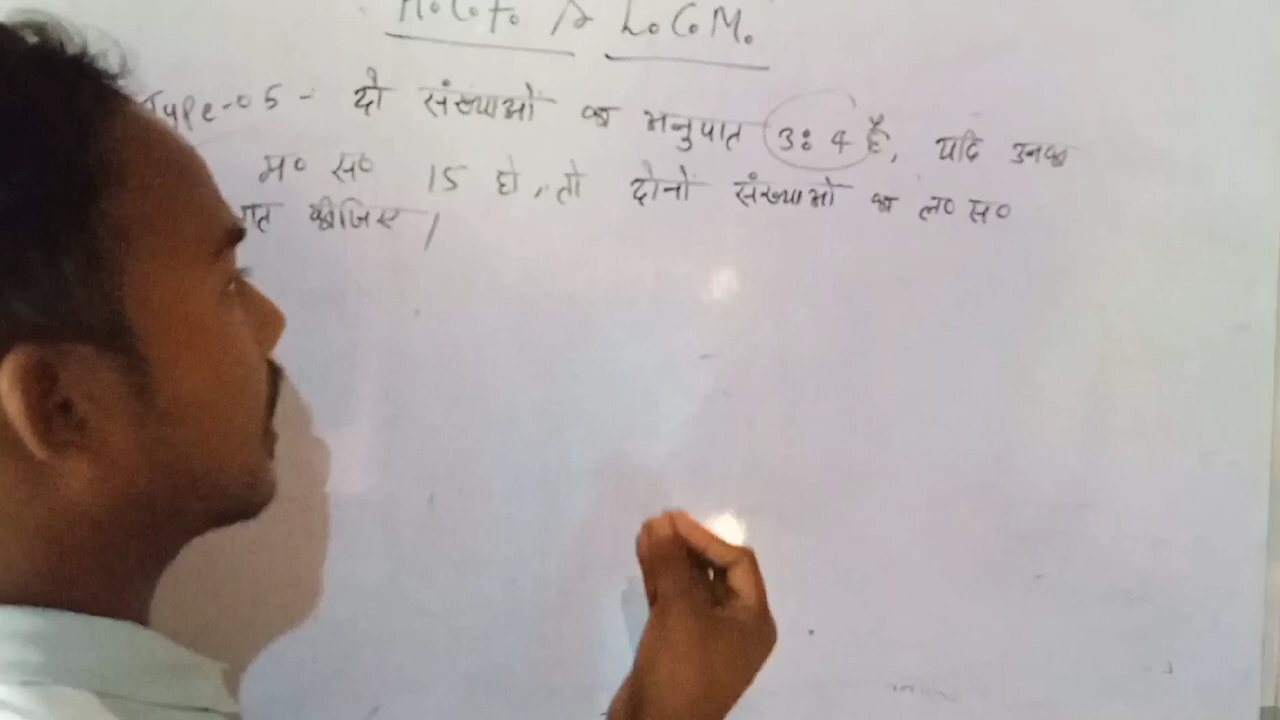 H.C.F. & L.C.M.
Type-05 - दो संख्याओं का अनुपात 3:4 है, यदि उनका
म० स० 15 हो, तो दोनों संख्याओं का ल० स०
ज्ञात कीजिए।